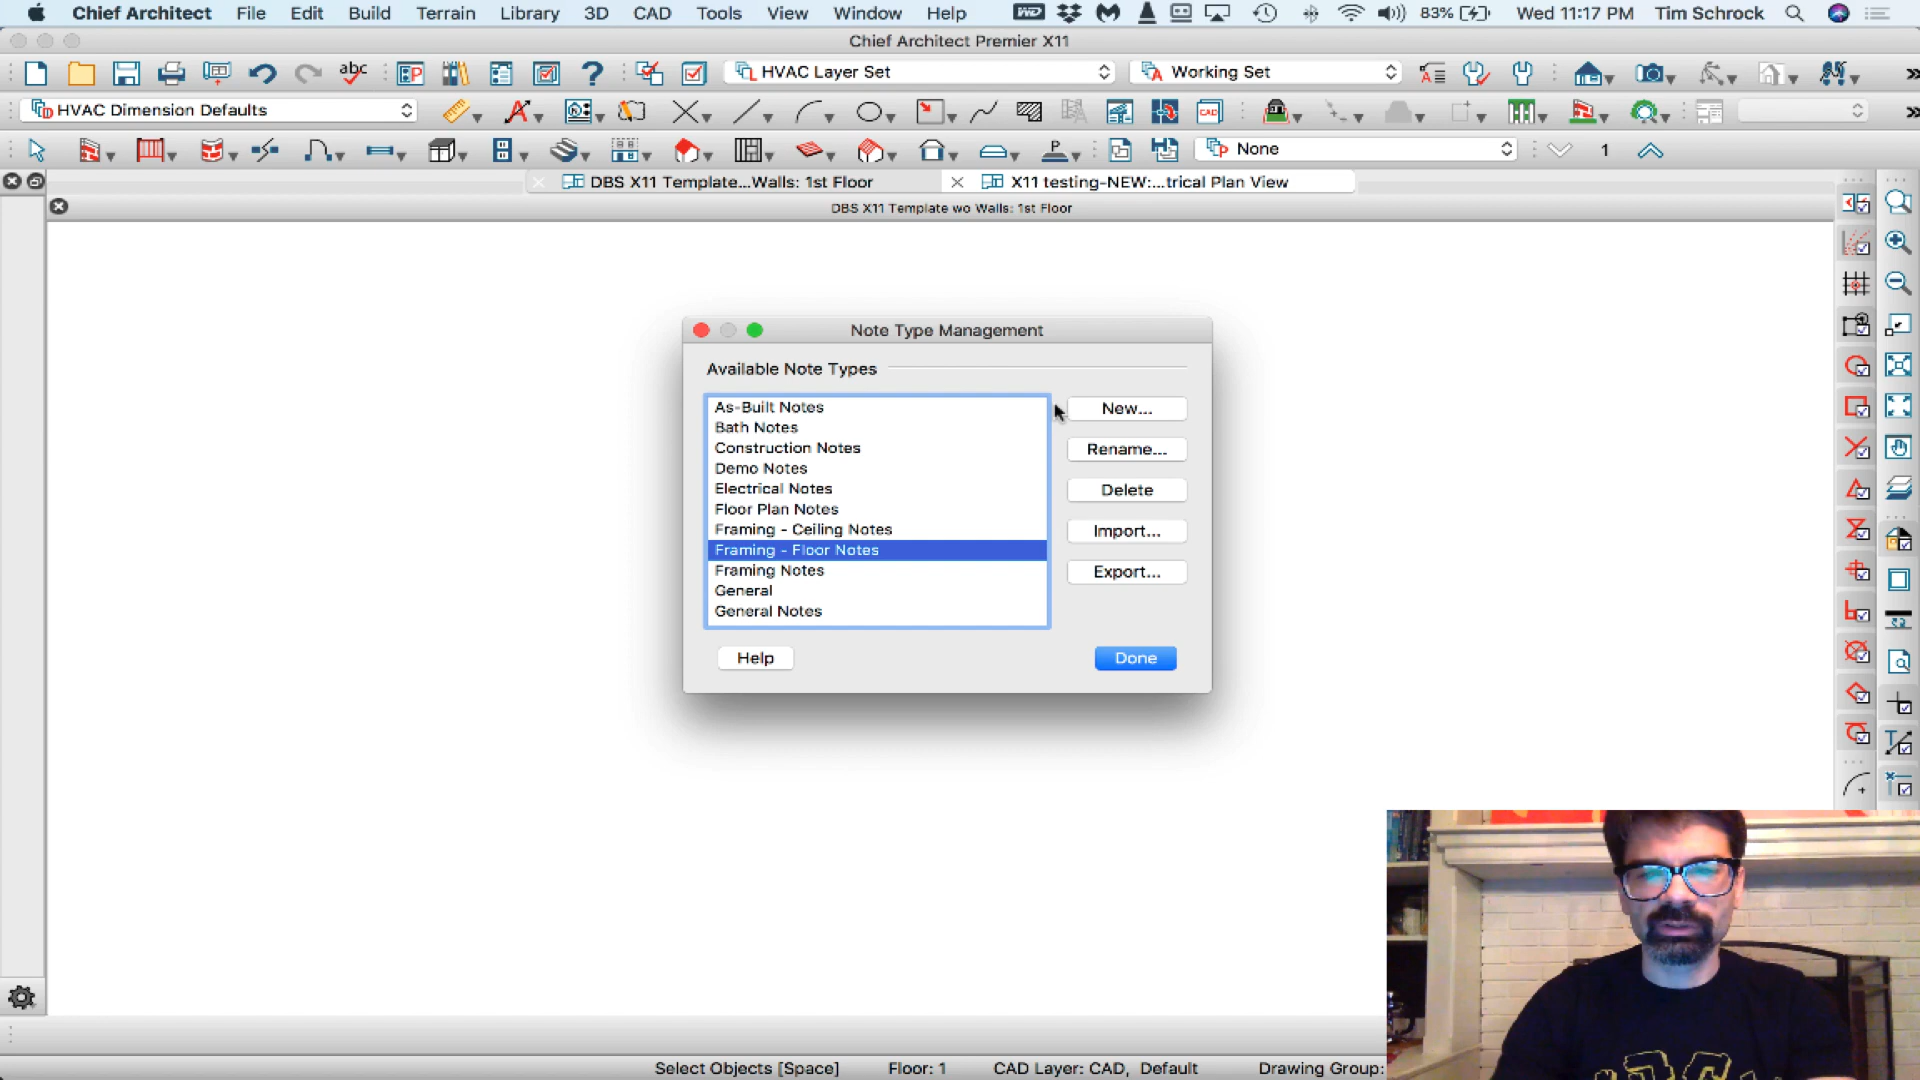 Chief Architect File Edit Build Terrain Library 3D CAD Tools View Window Help 83% Wed 11:17 PM Tim Schrock
Chief Architect Premier X11
abc ? HVAC Layer Set Working Set
HVAC Dimension Defaults
None 1
DBS X11 Template...Walls: 1st Floor X11 testing-NEW:...trical Plan View
DBS X11 Template wo Walls: 1st Floor
Note Type Management
Available Note Types
As-Built Notes
Bath Notes
Construction Notes
Demo Notes
Electrical Notes
Floor Plan Notes
Framing - Ceiling Notes
Framing - Floor Notes
Framing Notes
General
General Notes
New...
Rename...
Delete
Import...
Export...
Help
Done
Select Objects [Space] Floor: 1 CAD Layer: CAD, Default Drawing Group: